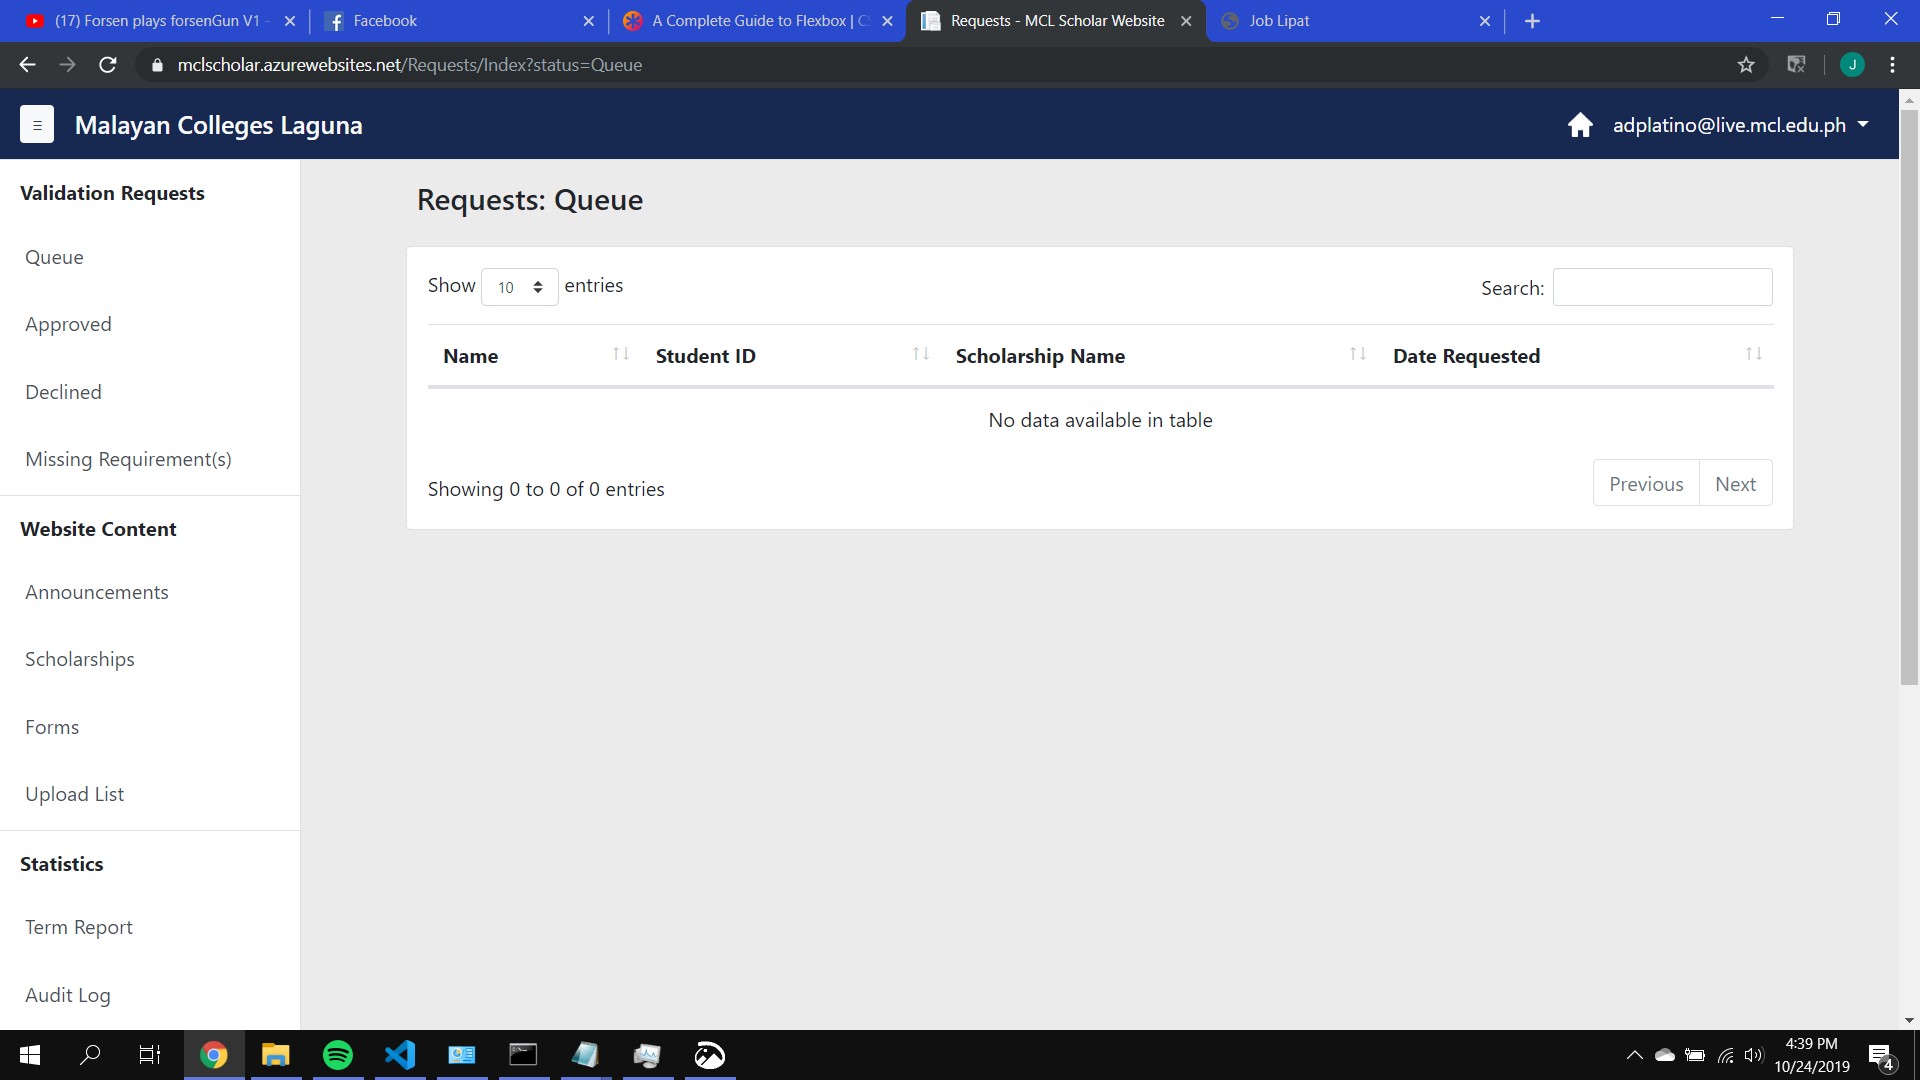 (17) Forsen plays forsenGun V1 -
Facebook
A Complete Guide to Flexbox | CS
Requests - MCL Scholar Website
Job Lipat
mclscholar.azurewebsites.net/Requests/Index?status=Queue
J
Malayan Colleges Laguna
adplatino@live.mcl.edu.ph
Validation Requests
Queue
Approved
Declined
Missing Requirement(s)
Website Content
Announcements
Scholarships
Forms
Upload List
Statistics
Term Report
Audit Log
Requests: Queue
Show 10 entries
Search:
Name Student ID Scholarship Name Date Requested
No data available in table
Showing 0 to 0 of 0 entries
Previous Next
4:39 PM
10/24/2019
4